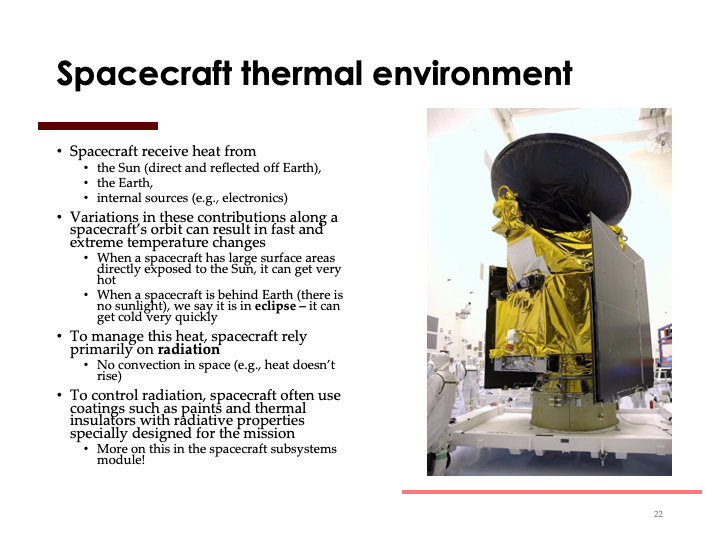 Spacecraft thermal environment
• Spacecraft receive heat from
• the Sun (direct and reflected off Earth),
• the Earth,
• internal sources (e.g., electronics)
• Variations in these contributions along a
spacecraft's orbit can result in fast and
extreme temperature changes
• When a spacecraft has large surface areas
directly exposed to the Sun, it can get very
hot
• When a spacecraft is behind Earth (there is
no sunlight), we say it is in eclipse – it can
get cold very quickly
• To manage this heat, spacecraft rely
primarily on radiation
• No convection in space (e.g., heat doesn't
rise)
• To control radiation, spacecraft often use
coatings such as paints and thermal
insulators with radiative properties
specially designed for the mission
• More on this in the spacecraft subsystems
module!
22